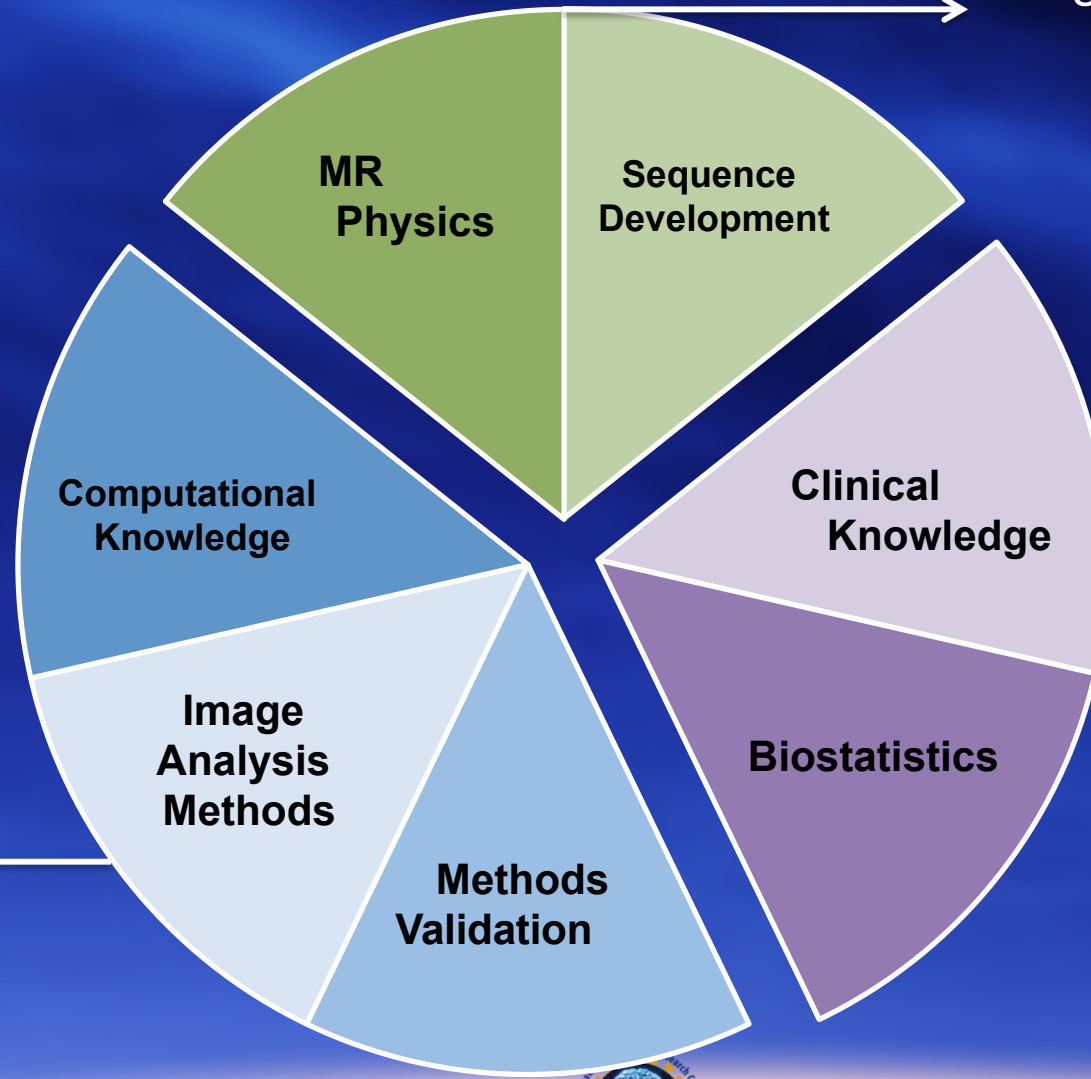 MR
Physics
Sequence
Development
Clinical
Knowledge
Computational
Knowledge
Image
Analysis
Methods
Biostatistics
Methods
Validation